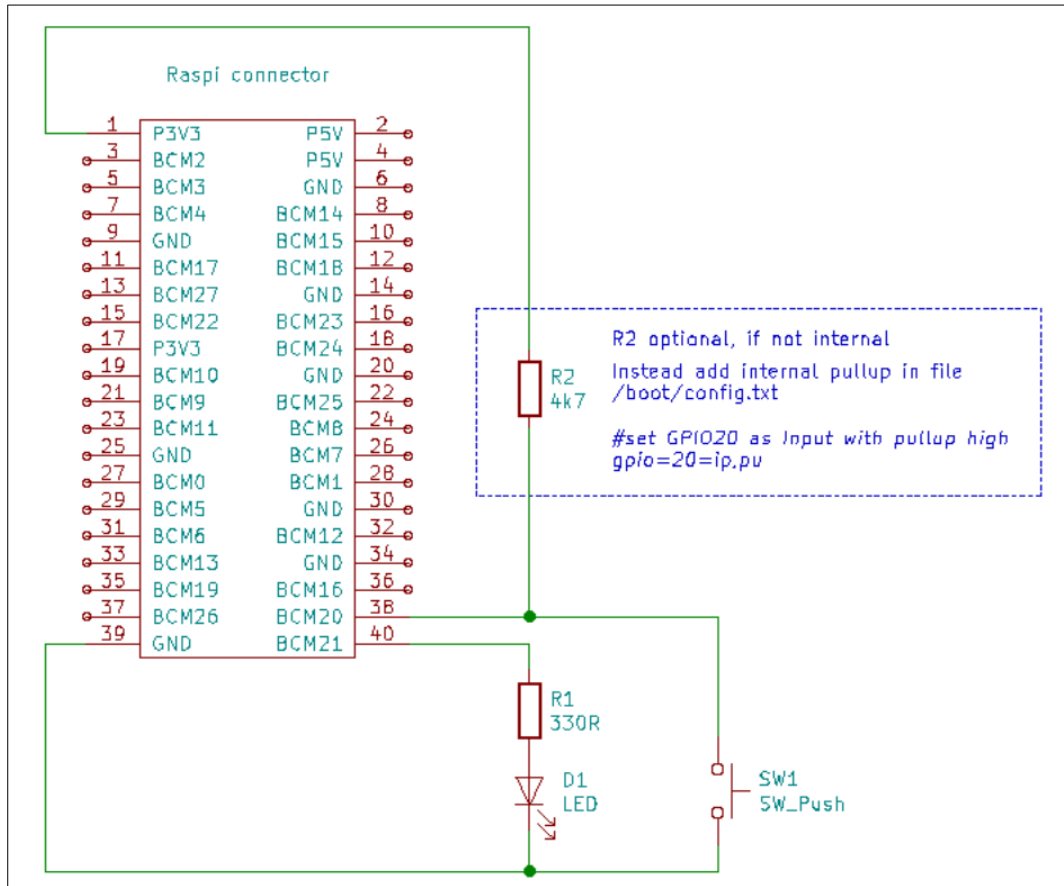 Raspi connector
1 P3V3 P5V 2
3 BCM2 P5V 4
5 BCM3 GND 6
7 BCM4 BCM14 8
9 GND BCM15 10
11 BCM17 BCM18 12
13 BCM27 GND 14
15 BCM22 BCM23 16
17 P3V3 BCM24 18
19 BCM10 GND 20
21 BCM9 BCM25 22
23 BCM11 BCM8 24
25 GND BCM7 26
27 BCM0 BCM1 28
29 BCM5 GND 30
31 BCM6 BCM12 32
33 BCM13 GND 34
35 BCM19 BCM16 36
37 BCM26 BCM20 38
39 GND BCM21 40
R2
4k7
R2 optional, if not internal
Instead add internal pullup in file
/boot/config.txt
#set GPIO20 as Input with pullup high
gpio=20=ip,pu
R1
330R
D1
LED
SW1
SW_Push